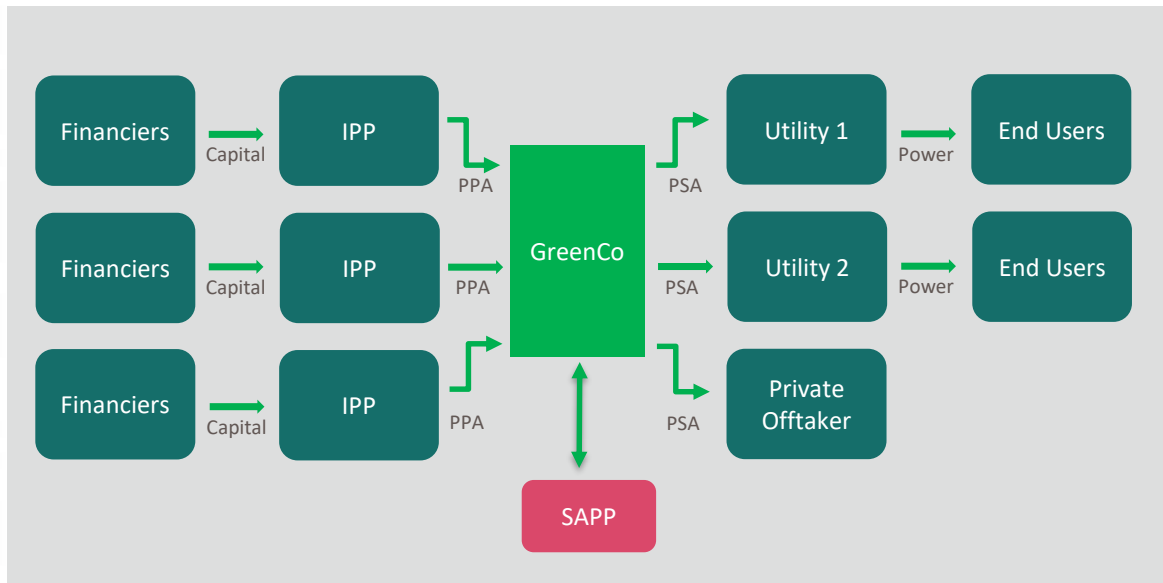 Financiers
Capital
IPP
PPA
GreenCo
PSA
Utility 1
Power
End Users
Financiers
Capital
IPP
PPA
PSA
Utility 2
Power
End Users
Financiers
Capital
IPP
PPA
PSA
Private
Offtaker
SAPP